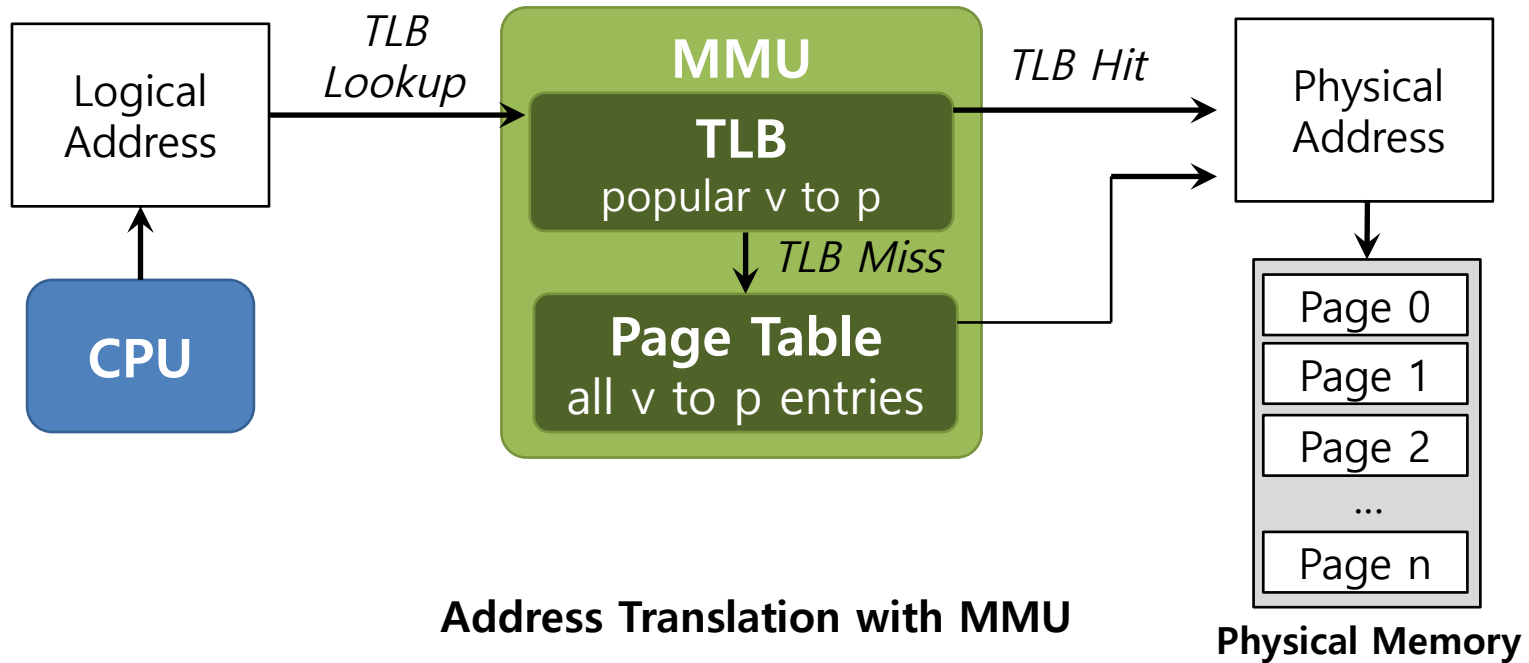 TLB
Lookup
Logical
Address
CPU
MMU
TLB
popular v to p
TLB Miss
Page Table
all v to p entries
TLB Hit
Physical
Address
Page 0
Page 1
Page 2
...
Page n
Physical Memory
Address Translation with MMU